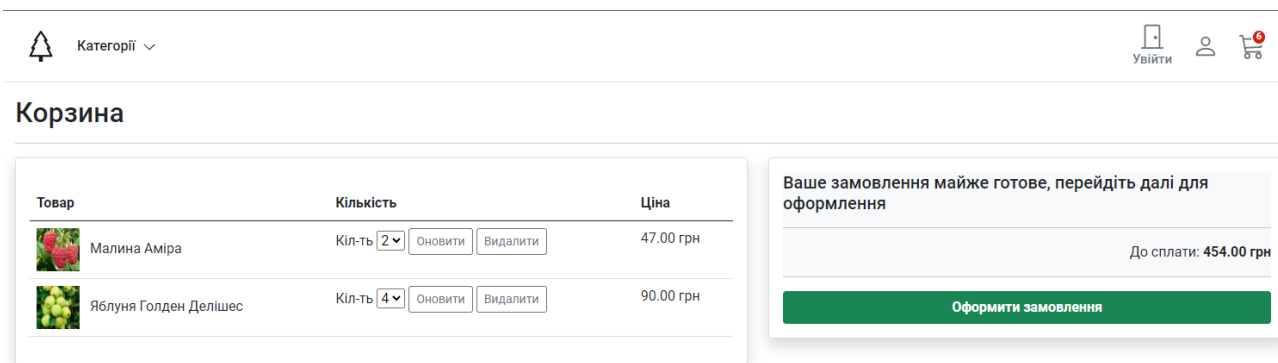 Категорії
Увійти
6
Корзина
Товар Кількість Ціна
Малина Аміра Кіл-ть 2 Оновити Видалити 47.00 грн
Яблуня Голден Делішес Кіл-ть 4 Оновити Видалити 90.00 грн
Ваше замовлення майже готове, перейдіть далі для
оформлення
До сплати: 454.00 грн
Оформити замовлення